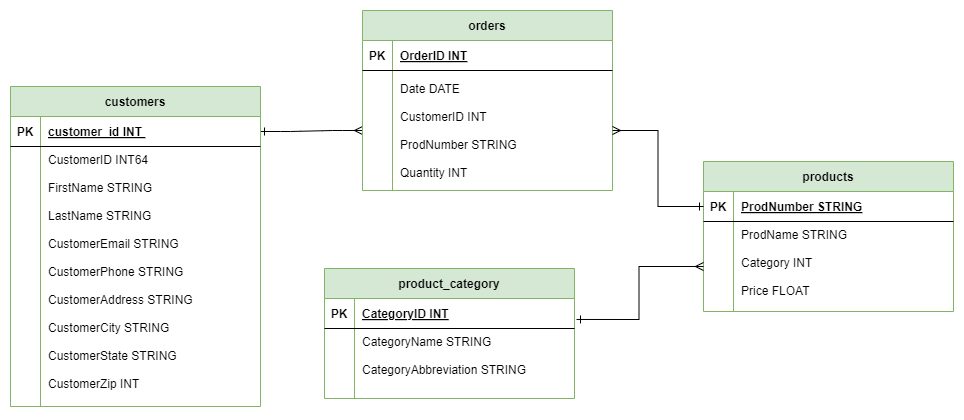 orders
PK OrderID INT
Date DATE
CustomerID INT
ProdNumber STRING
Quantity INT
customers
PK customer_id INT
CustomerID INT64
FirstName STRING
LastName STRING
CustomerEmail STRING
CustomerPhone STRING
CustomerAddress STRING
CustomerCity STRING
CustomerState STRING
CustomerZip INT
products
PK ProdNumber STRING
ProdName STRING
Category INT
Price FLOAT
product_category
PK CategoryID INT
CategoryName STRING
CategoryAbbreviation STRING